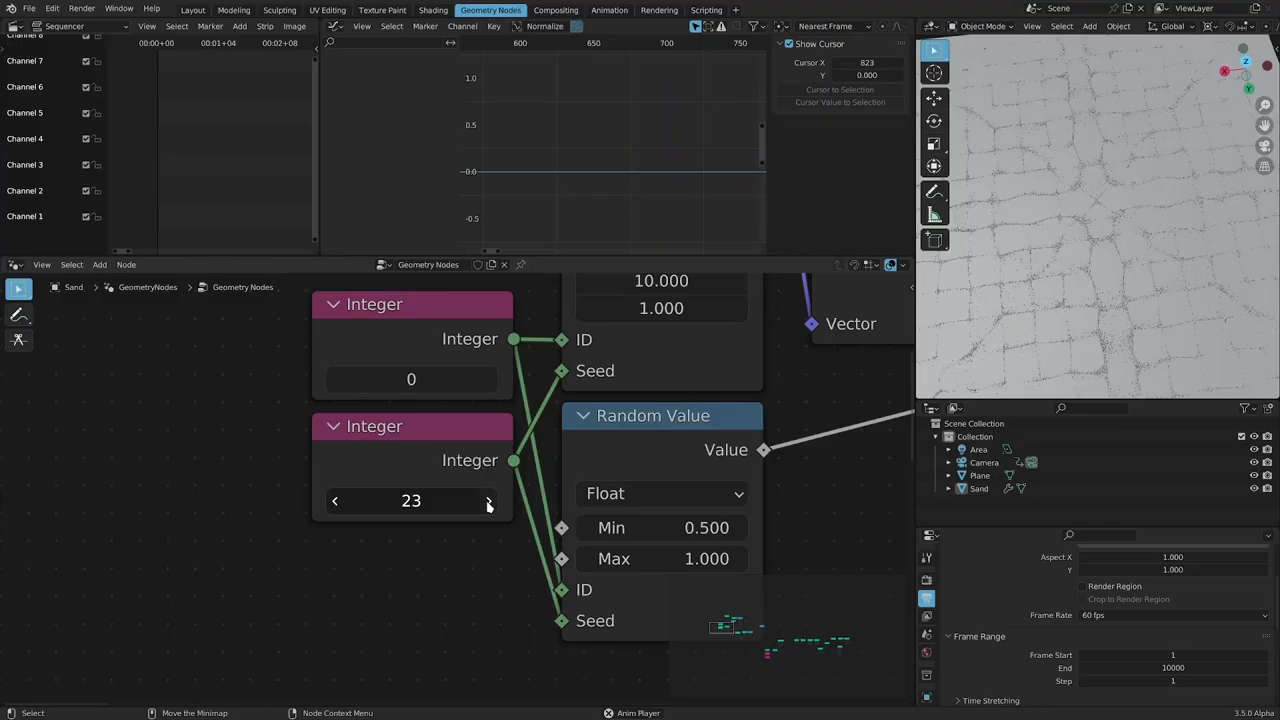 File Edit Render Window Help Layout Modeling Sculpting UV Editing Texture Paint Shading Geometry Nodes Compositing Animation Rendering Scripting Scene ViewLayer
Sequencer View Select Marker Add Strip Image
View Select Marker Channel Key Normalize Nearest Frame
Object Mode View Select Add Object Global
00:00+00 00:01+04 00:02+08
600 650 700 750
Channel 7
Channel 6
Channel 5
Channel 4
Channel 3
Channel 2
Channel 1
1.0
0.5
0.0
-0.5
Show Cursor
Cursor X 823
Y 0.000
Cursor to Selection
Cursor Value to Selection
X
Z
Y
View Select Add Node Geometry Nodes
Sand GeometryNodes Geometry Nodes
Integer
Integer
0
Integer
Integer
23
10.000
1.000
ID
Seed
Random Value
Value
Float
Min 0.500
Max 1.000
ID
Seed
Vector
Scene Collection
Collection
Area
Camera
Plane
Sand
Aspect X 1.000
Y 1.000
Render Region
Crop to Render Region
Frame Rate 60 fps
Frame Range
Frame Start 1
End 10000
Step 1
Time Stretching
Select Move the Minimap Node Context Menu Anim Player 3.5.0 Alpha